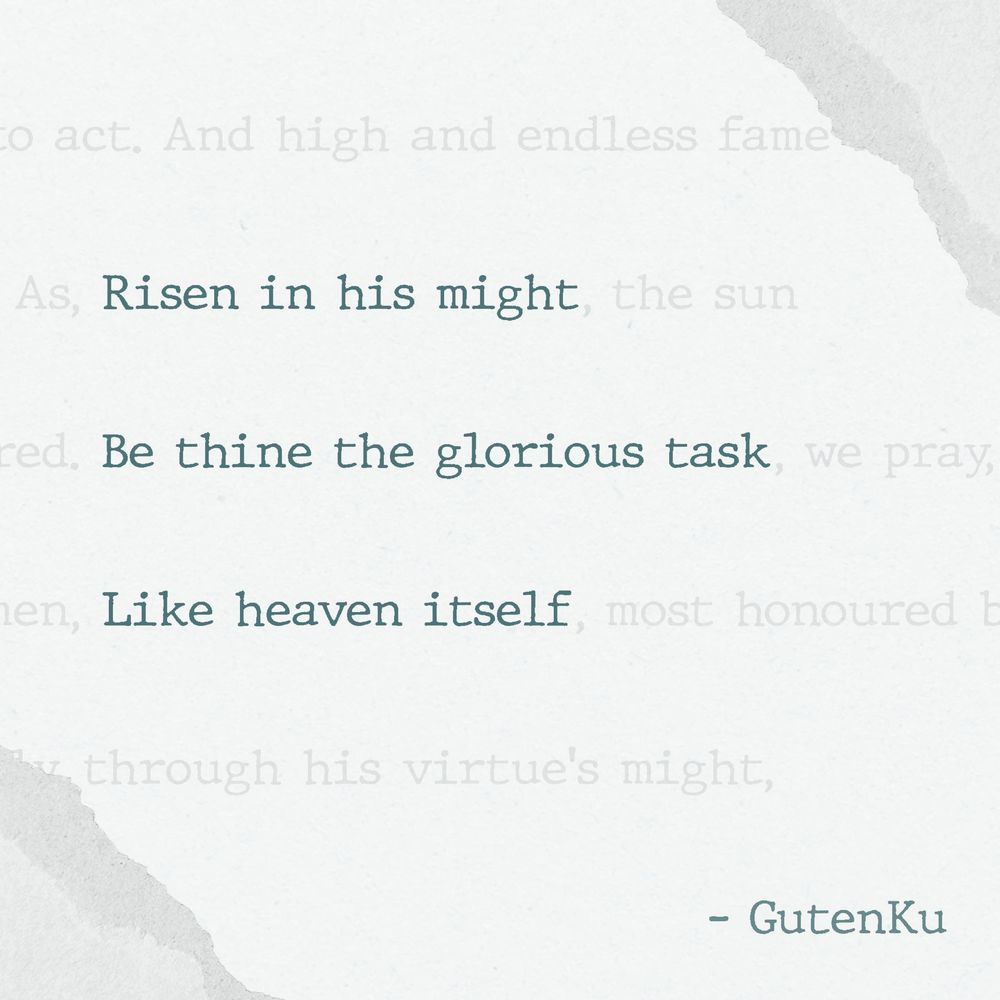 to act. And high and endless fame
As, Risen in his might, the sun
red. Be thine the glorious task, we pray,
Like heaven itself, most honoured
through his virtue's might,
- GutenKu